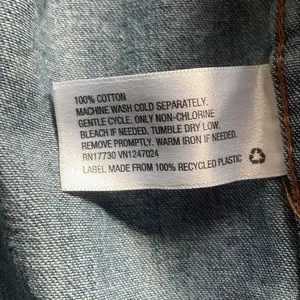 100% COTTON
MACHINE WASH COLD SEPARATELY.
GENTLE CYCLE. ONLY NON-CHLORINE
BLEACH IF NEEDED. TUMBLE DRY LOW.
REMOVE PROMPTLY. WARM IRON IF NEEDED.
RN17730 VN1247024
LABEL MADE FROM 100% RECYCLED PLASTIC